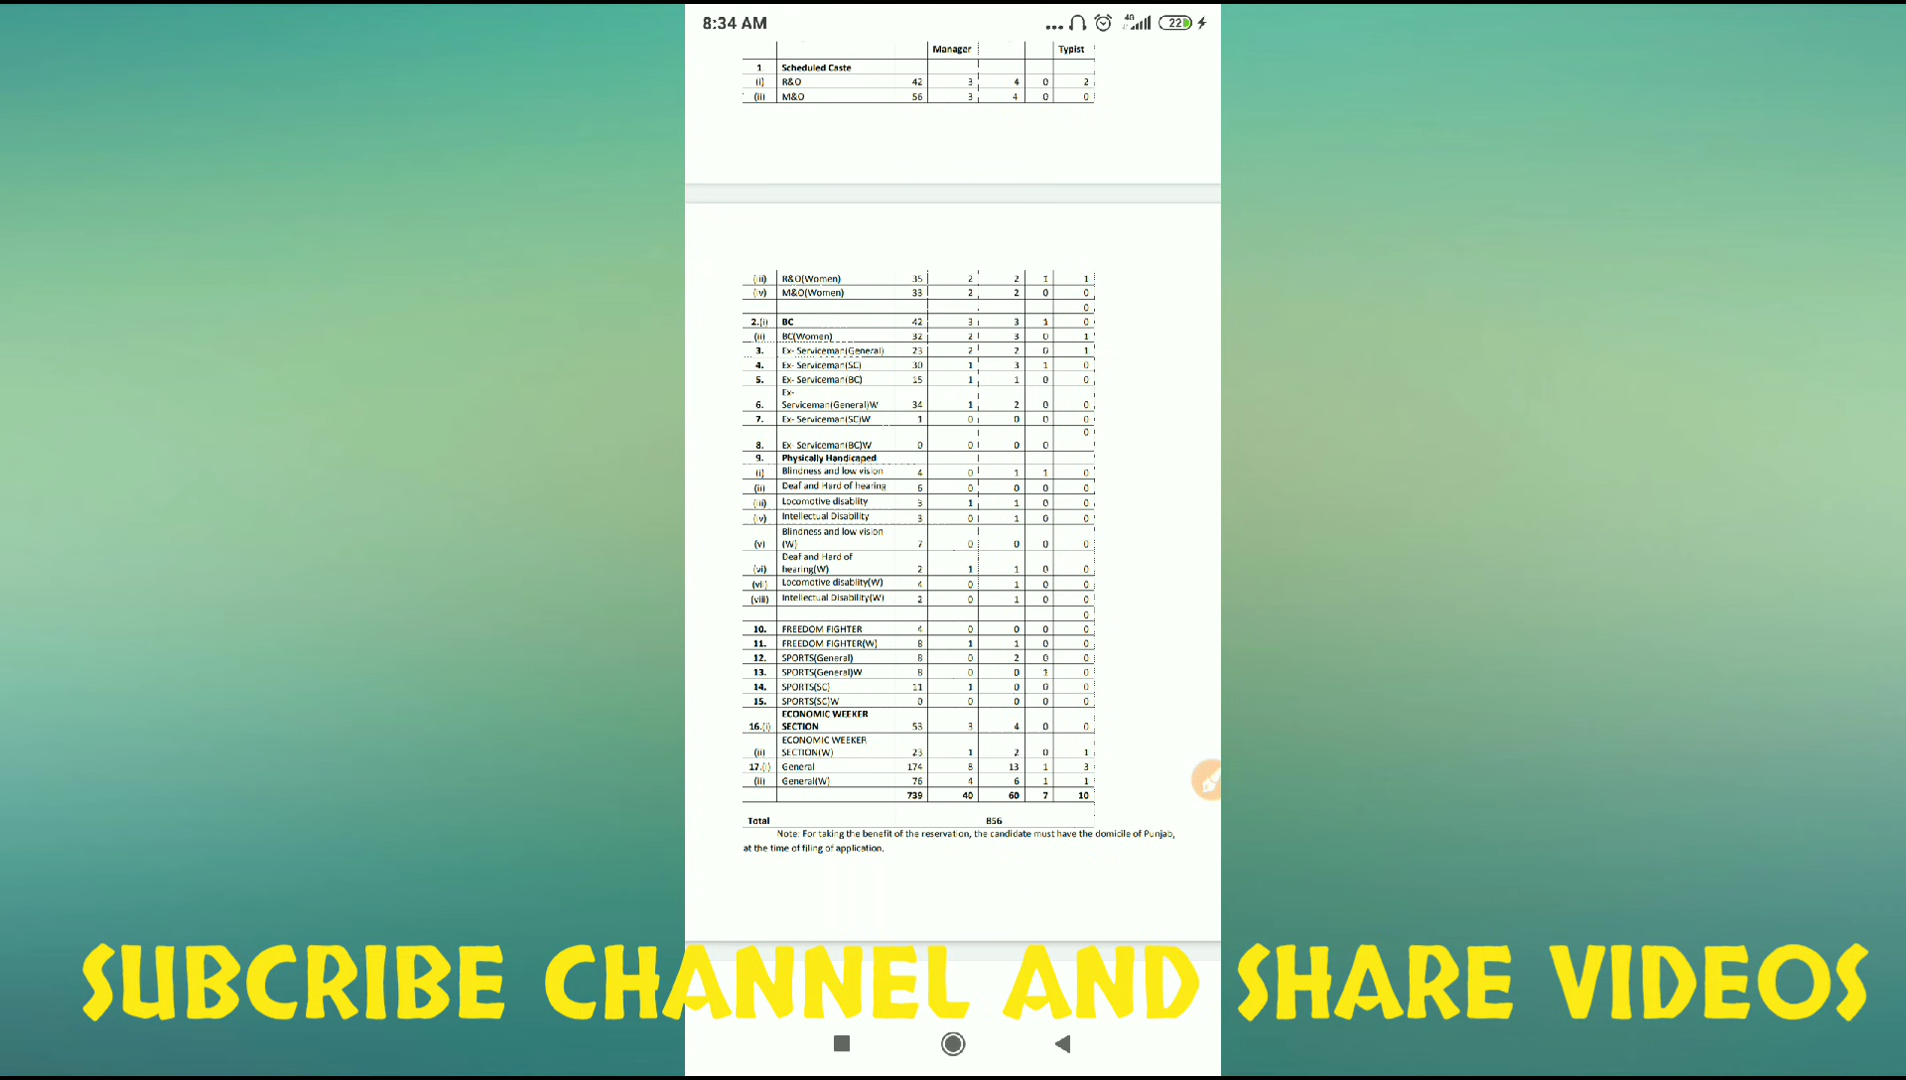 8:34 AM
4G 22
Manager Typist
1 Scheduled Caste
(i) R&O 42 3 4 0 2
(ii) M&O 56 3 4 0 0
(iii) R&O(Women) 35 2 2 1 1
(iv) M&O(Women) 33 2 2 0 0
0
2.(i) BC 42 3 3 1 0
(ii) BC(Women) 32 2 3 0 1
3. Ex- Serviceman(General) 23 2 2 0 1
4. Ex- Serviceman(SC) 30 1 3 1 0
5. Ex- Serviceman(BC) 15 1 1 0 0
Ex-
6. Serviceman(General)W 34 1 2 0 0
7. Ex- Serviceman(SC)W 1 0 0 0 0
0
8. Ex- Serviceman(BC)W 0 0 0 0
9. Physically Handicaped
(i) Blindness and low vision 4 0 1 1 0
(ii) Deaf and Hard of hearing 6 0 0 0 0
(iii) Locomotive disablity 3 1 1 0 0
(iv) Intellectual Disability 3 0 1 0 0
Blindness and low vision
(v) (W) 7 0 0 0 0
Deaf and Hard of
(vi) hearing(W) 2 1 1 0 0
(vii) Locomotive disablity(W) 4 0 1 0 0
(viii) Intellectual Disability(W) 2 0 1 0 0
0
10. FREEDOM FIGHTER 4 0 0 0 0
11. FREEDOM FIGHTER(W) 8 1 1 0 0
12. SPORTS(General) 8 0 2 0 0
13. SPORTS(General)W 8 0 0 1 0
14. SPORTS(SC) 11 1 0 0 0
15. SPORTS(SC)W 0 0 0 0 0
ECONOMIC WEEKER
16.(i) SECTION 53 3 4 0 0
ECONOMIC WEEKER
(ii) SECTION(W) 23 1 2 0 1
17.(i) General 174 8 13 1 3
(ii) General(W) 76 4 6 1 1
739 40 60 7 10
Total 856
Note: For taking the benefit of the reservation, the candidate must have the domicile of Punjab,
at the time of filing of application.
SUBCRIBE CHANNEL AND SHARE VIDEOS